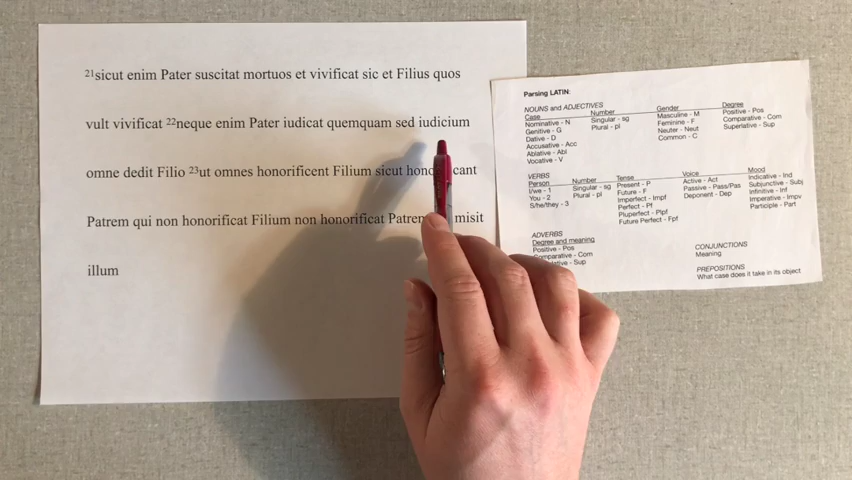 ²¹sicut enim Pater suscitat mortuos et vivificat sic et Filius quos
vult vivificat ²²neque enim Pater iudicat quemquam sed iudicium
omne dedit Filio ²³ut omnes honorificent Filium sicut
Patrem qui non honorificat Filium non honorificat misit
illum
Parsing LATIN:
NOUNS and ADJECTIVES
Case
Nominative - N
Genitive - G
Dative - D
Accusative - Acc
Ablative - Abl
Vocative - V
Number
Singular - sg
Plural - pl
Gender
Masculine - M
Feminine - F
Neuter - Neut
Common - C
Degree
Positive - Pos
Comparative - Com
Superlative - Sup
VERBS
Person
I/we - 1
You - 2
S/he/they - 3
Number
Singular - sg
Plural - pl
Tense
Present - P
Future - F
Imperfect - Impf
Perfect - Pf
Pluperfect - Plpf
Future Perfect - Fpf
Voice
Active - Act
Passive - Pass/Pas
Deponent - Dep
Mood
Indicative - Ind
Subjunctive - Subj
Infinitive - Inf
Imperative - Impv
Participle - Part
ADVERBS
Degree and meaning
Positive - Pos
Comparative - Com
- Sup
CONJUNCTIONS
Meaning
PREPOSITIONS
What case does it take in its object